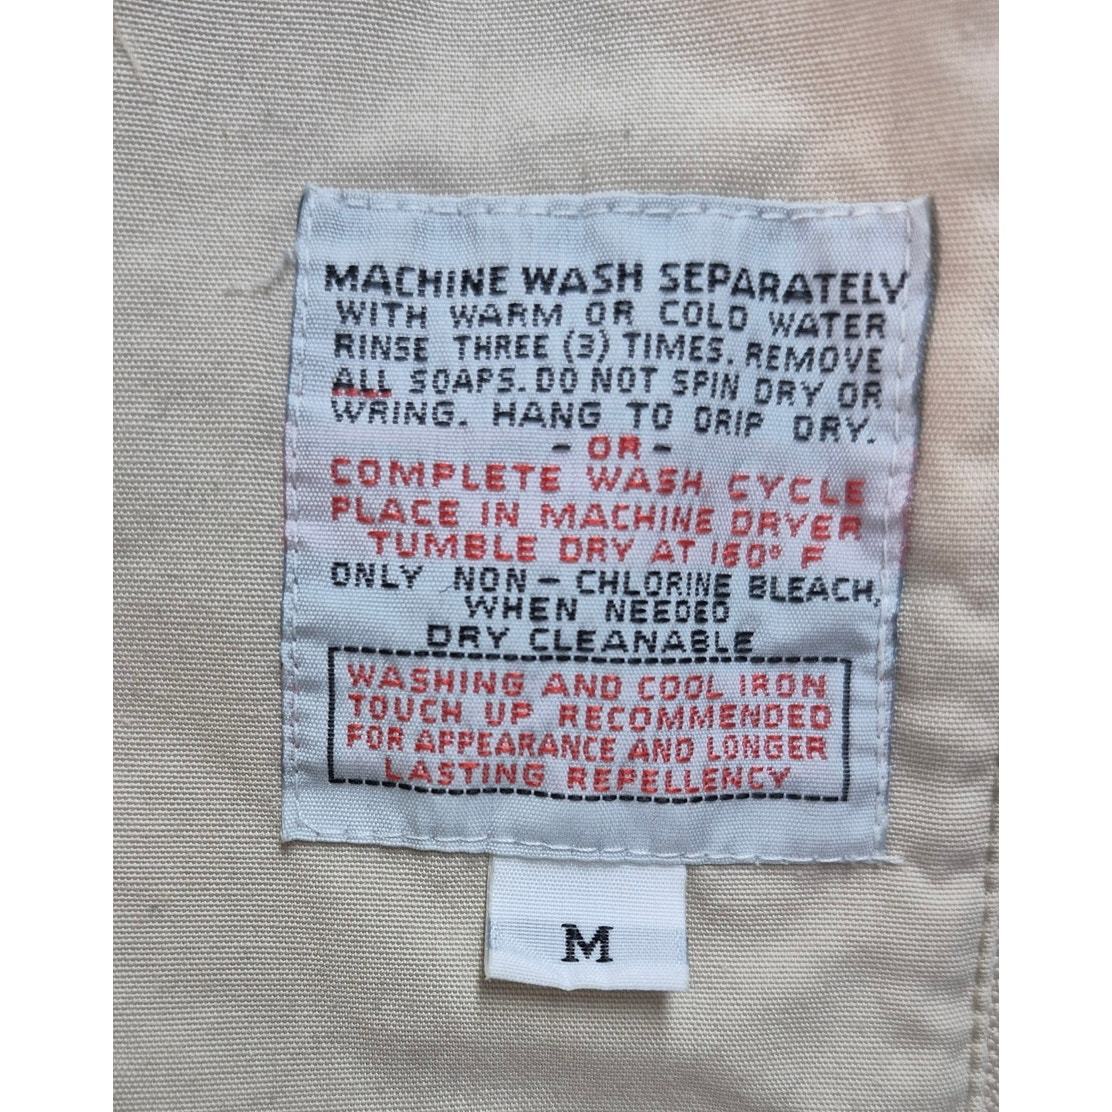 MACHINE WASH SEPARATELY
WITH WARM OR COLD WATER
RINSE THREE (3) TIMES. REMOVE
ALL SOAPS. DO NOT SPIN DRY OR
WRING. HANG TO DRIP DRY.
- OR -
COMPLETE WASH CYCLE
PLACE IN MACHINE DRYER
TUMBLE DRY AT 160° F
ONLY NON-CHLORINE BLEACH,
WHEN NEEDED
DRY CLEANABLE
WASHING AND COOL IRON
TOUCH UP RECOMMENDED
FOR APPEARANCE AND LONGER
LASTING REPELLENCY
M